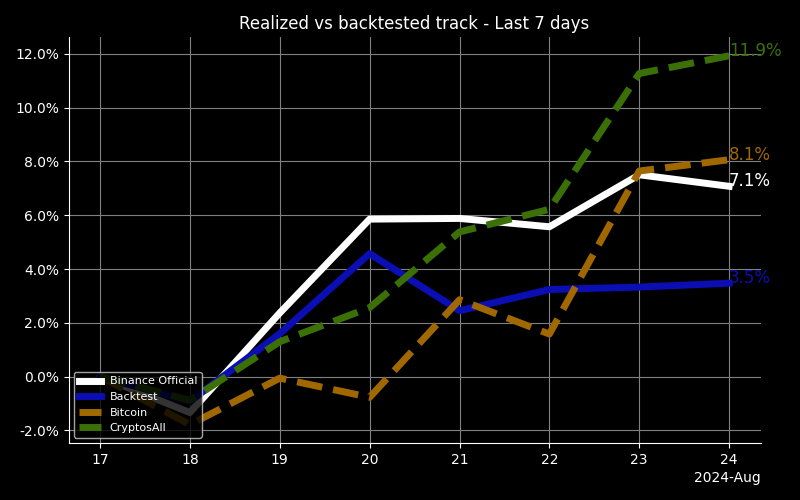 Realized vs backtested track - Last 7 days
12.0%
10.0%
8.0%
6.0%
4.0%
2.0%
0.0%
-2.0%
11.9%
8.1%
7.1%
3.5%
Binance Official
Backtest
Bitcoin
CryptosAll
17 18 19 20 21 22 23 24
2024-Aug